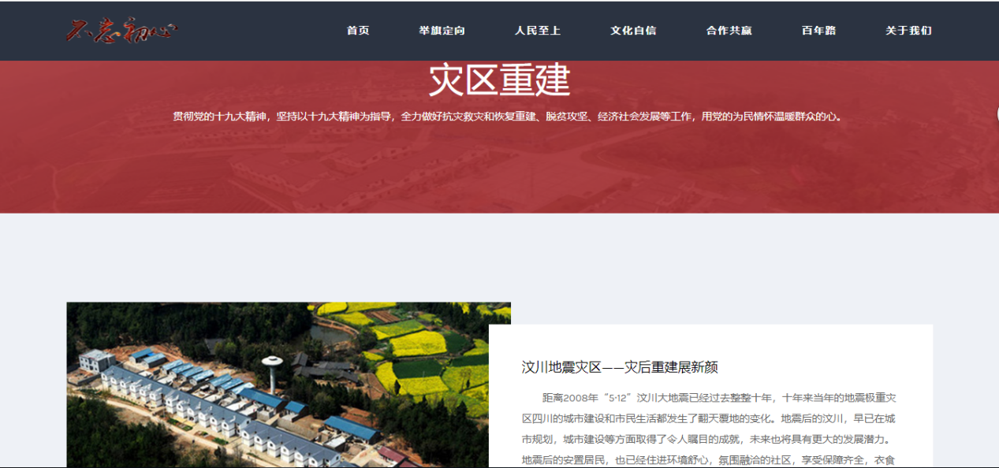 不忘初心
首页 举旗定向 人民至上 文化自信 合作共赢 百年路 关于我们
灾区重建
贯彻党的十九大精神，坚持以十九大精神为指导，全力做好抗灾救灾和恢复重建、脱贫攻坚、经济社会发展等工作，用党的为民情怀温暖群众的心。
汶川地震灾区——灾后重建展新颜
距离2008年“5·12”汶川大地震已经过去整整十年，十年来当年的地震极重灾
区四川的城市建设和市民生活都发生了翻天覆地的变化。地震后的汶川，早已在城
市规划，城市建设等方面取得了令人瞩目的成就，未来也将具有更大的发展潜力。
地震后的安置居民，也已经住进环境舒心，氛围融洽的社区，享受保障齐全，衣食